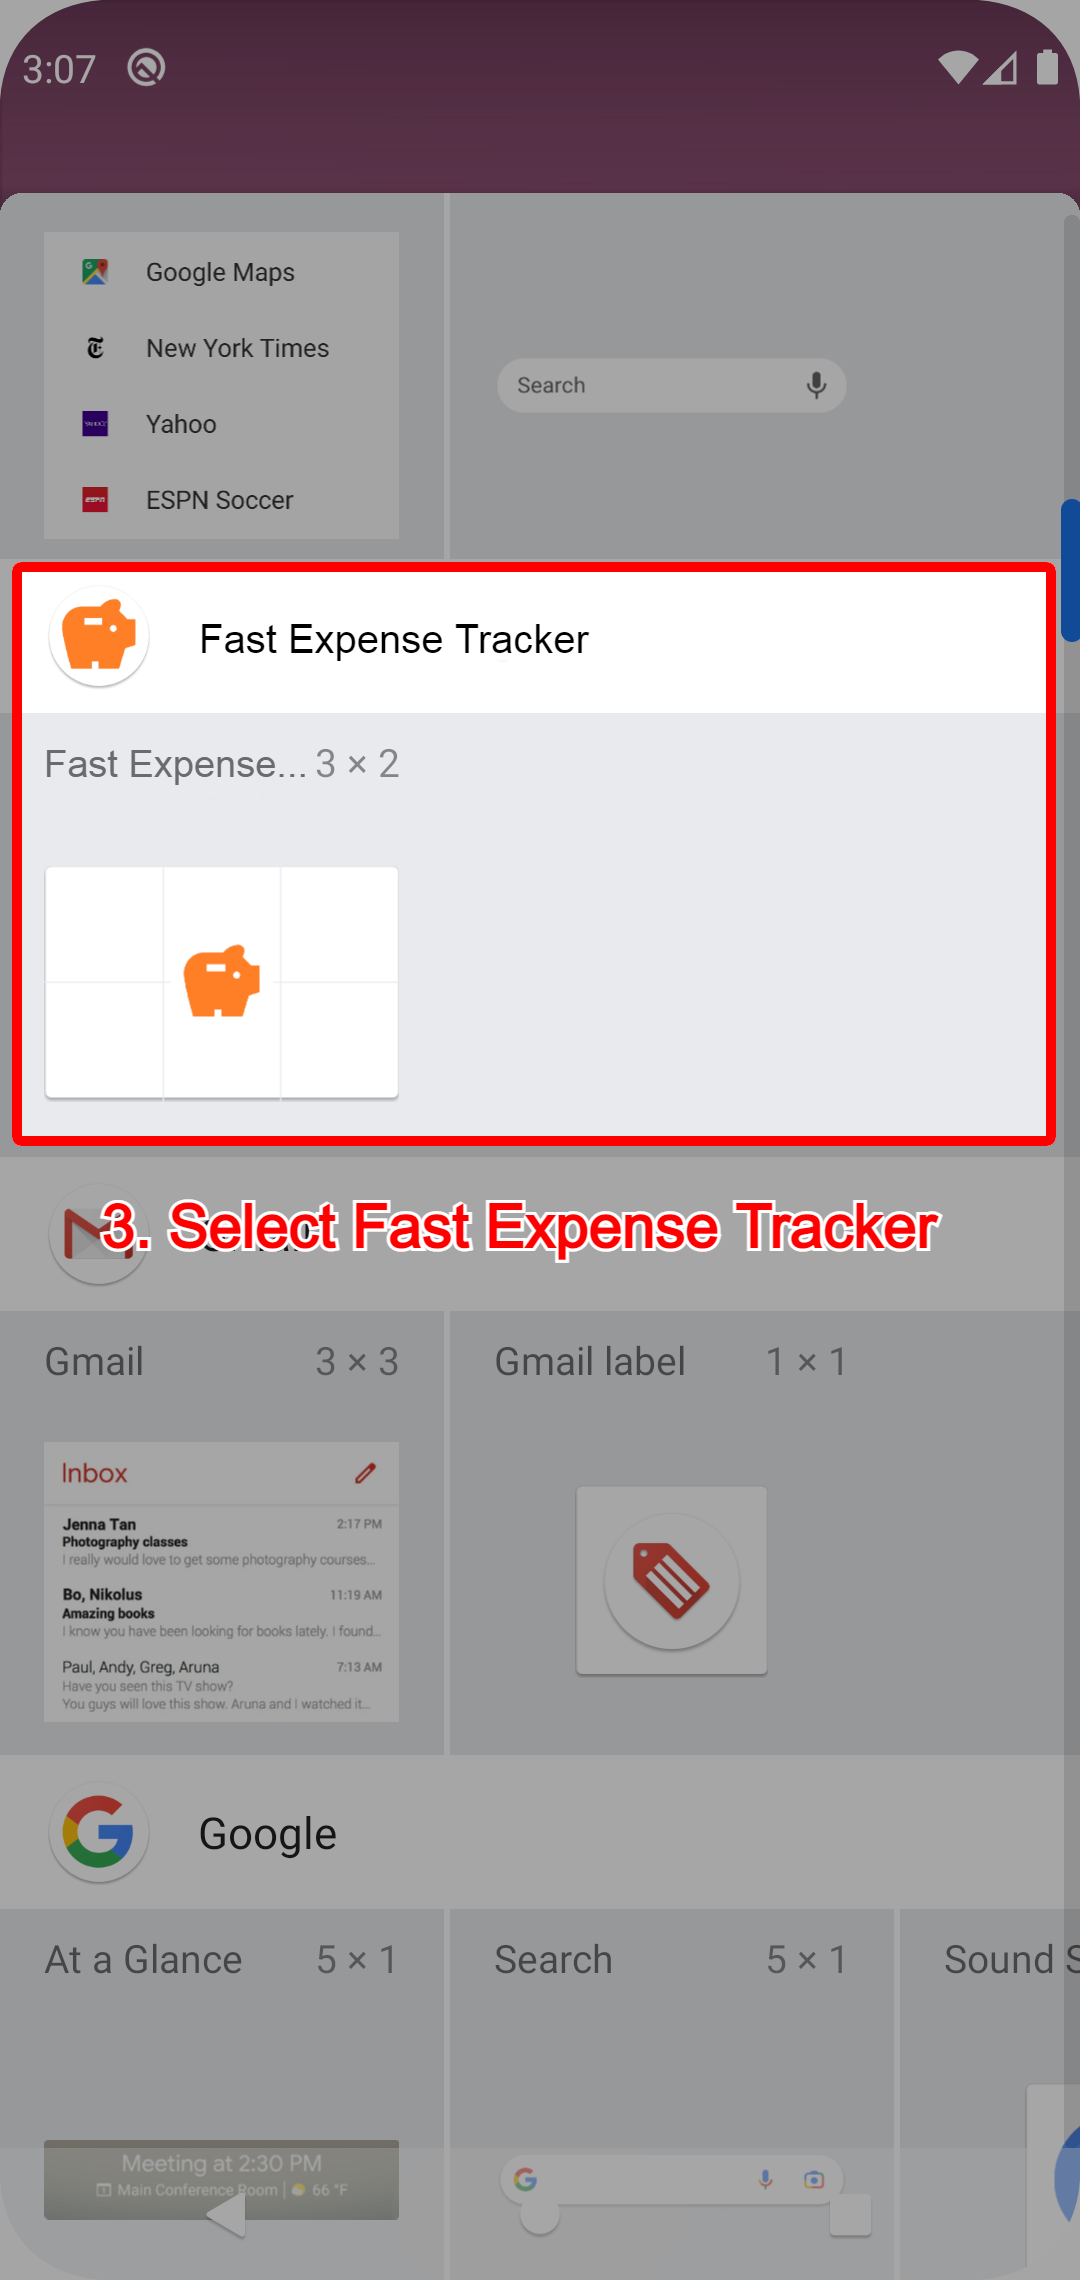 3:07
Google Maps
New York Times
Yahoo
ESPN Soccer
Search
Fast Expense Tracker
Fast Expense... 3 × 2
3. Select Fast Expense Tracker
Gmail 3 × 3
Gmail label 1 × 1
Inbox
Jenna Tan 2:17 PM
Photography classes
I really would love to get some photography courses...
Bo, Nikolus 11:19 AM
Amazing books
I know you have been looking for books lately. I found...
Paul, Andy, Greg, Aruna 7:13 AM
Have you seen this TV show?
You guys will love this show. Aruna and I watched it...
Google
At a Glance 5 × 1
Search 5 × 1
Sound S
Meeting at 2:30 PM
Main Conference Room | 66 °F